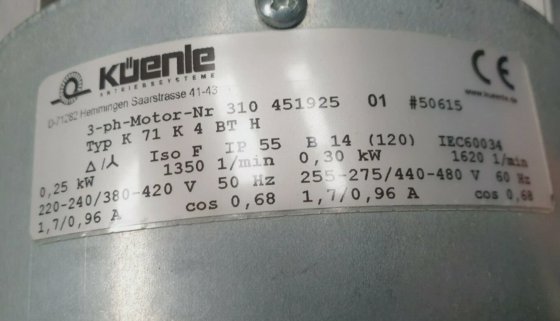 KÜENLE
ANTRIEBSSYSTEME
D-71282 Hemmingen Saarstrasse 41-43
CE
www.kuenle.de
3-ph-Motor-Nr 310 451925 01 #50615
Typ K 71 K 4 BT H
Δ/⅄ Iso F IP 55 B 14 (120) IEC60034
0,25 kW 1350 1/min 0,30 kW 1620 1/min
220-240/380-420 V 50 Hz 255-275/440-480 V 60 Hz
1,7/0,96 A cos 0,68 1,7/0,96 A cos 0,68